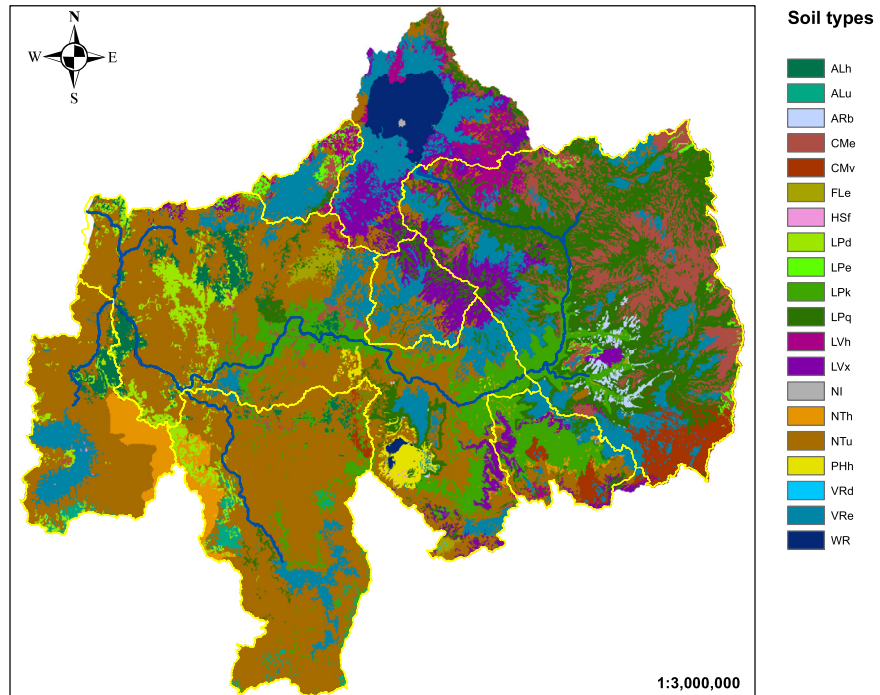 N
W E
S
Soil types
ALh
ALu
ARb
CMe
CMv
FLe
HSf
LPd
LPe
LPk
LPq
LVh
LVx
NI
NTh
NTu
PHh
VRd
VRe
WR
1:3,000,000